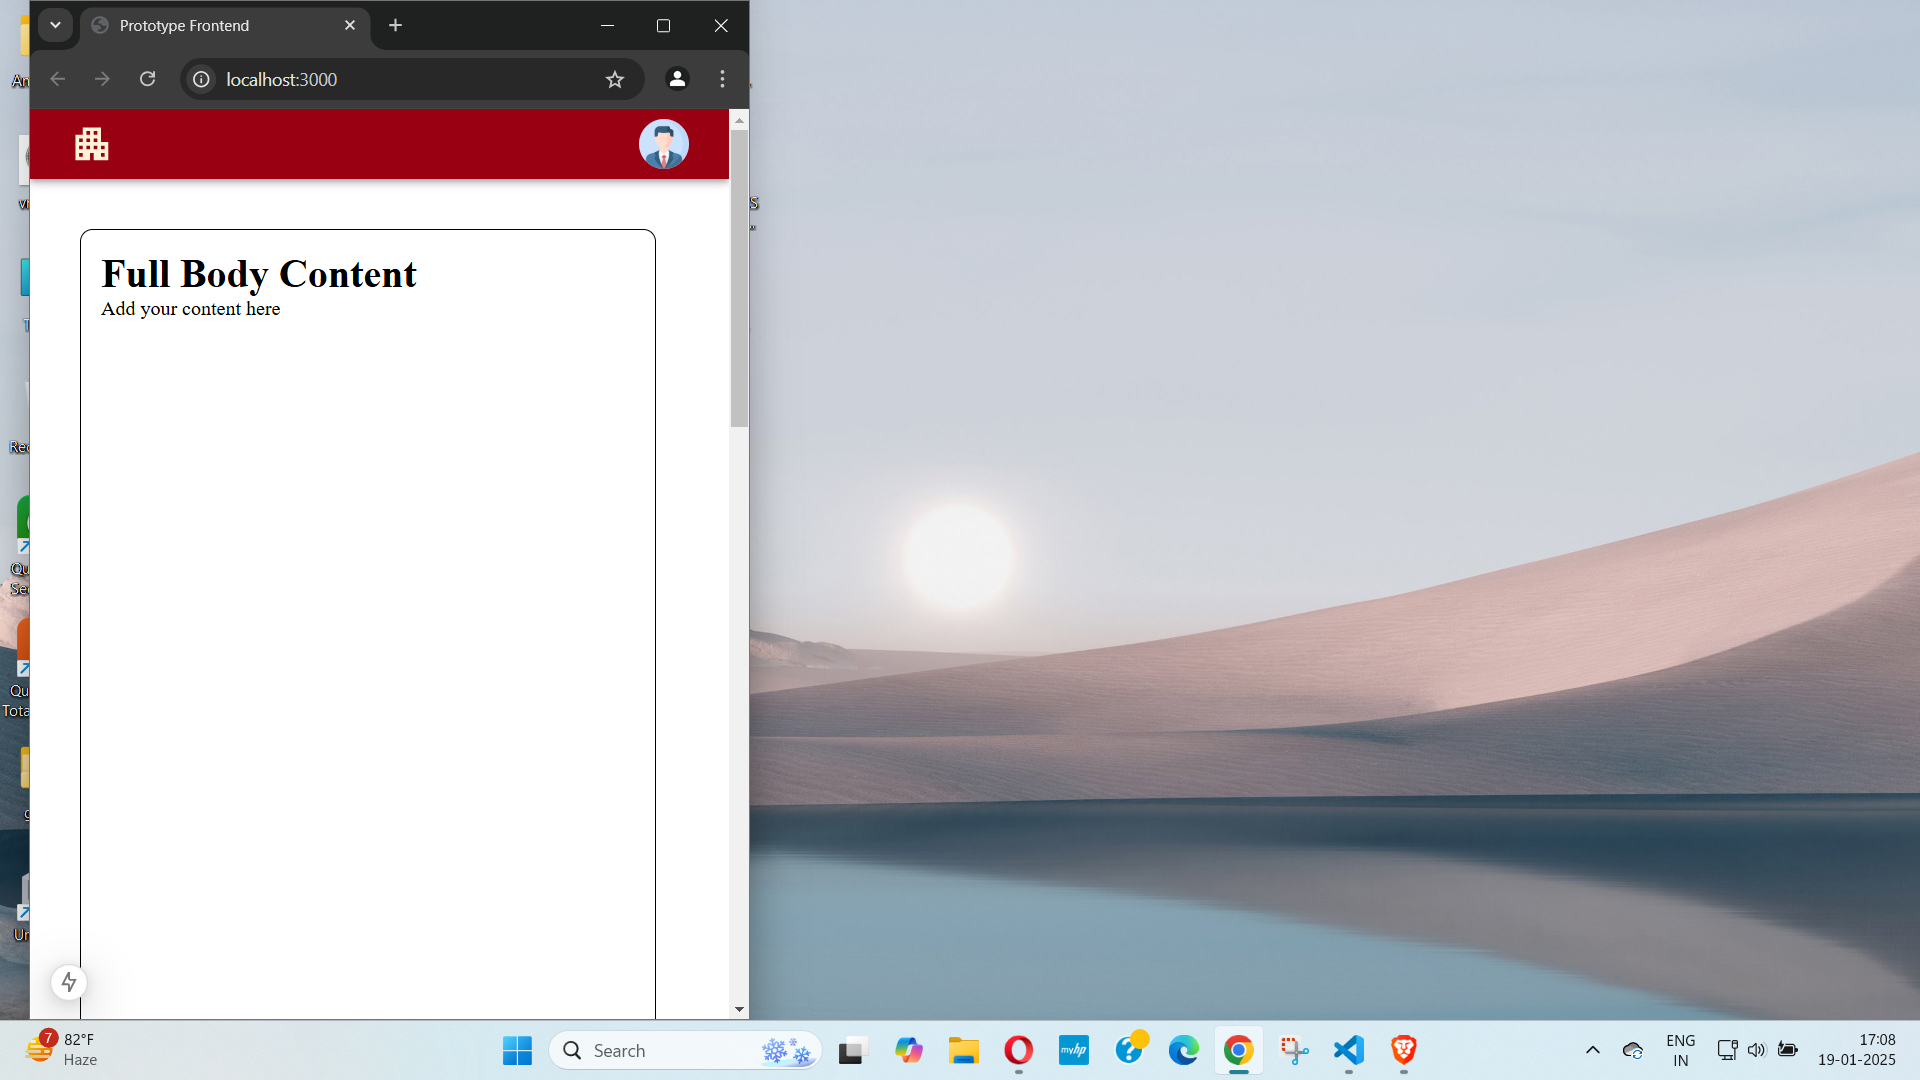 Prototype Frontend
localhost:3000
Full Body Content
Add your content here
7
82°F
Haze
Search
myhp
ENG
IN
17:08
19-01-2025